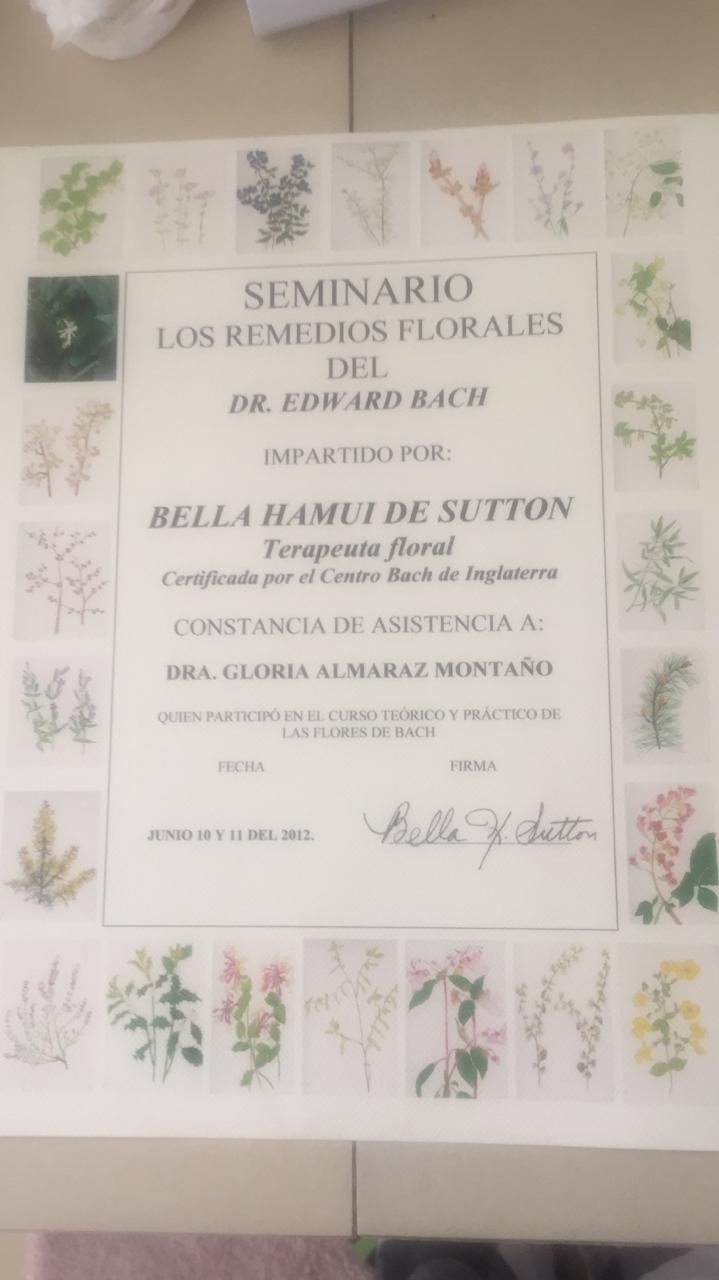 SEMINARIO
LOS REMEDIOS FLORALES
DEL
DR. EDWARD BACH
IMPARTIDO POR:
BELLA HAMUI DE SUTTON
Terapeuta floral
Certificada por el Centro Bach de Inglaterra
CONSTANCIA DE ASISTENCIA A:
DRA. GLORIA ALMARAZ MONTAÑO
QUIEN PARTICIPÓ EN EL CURSO TEÓRICO Y PRÁCTICO DE
LAS FLORES DE BACH
FECHA FIRMA
JUNIO 10 Y 11 DEL 2012. Bella H. Sutton